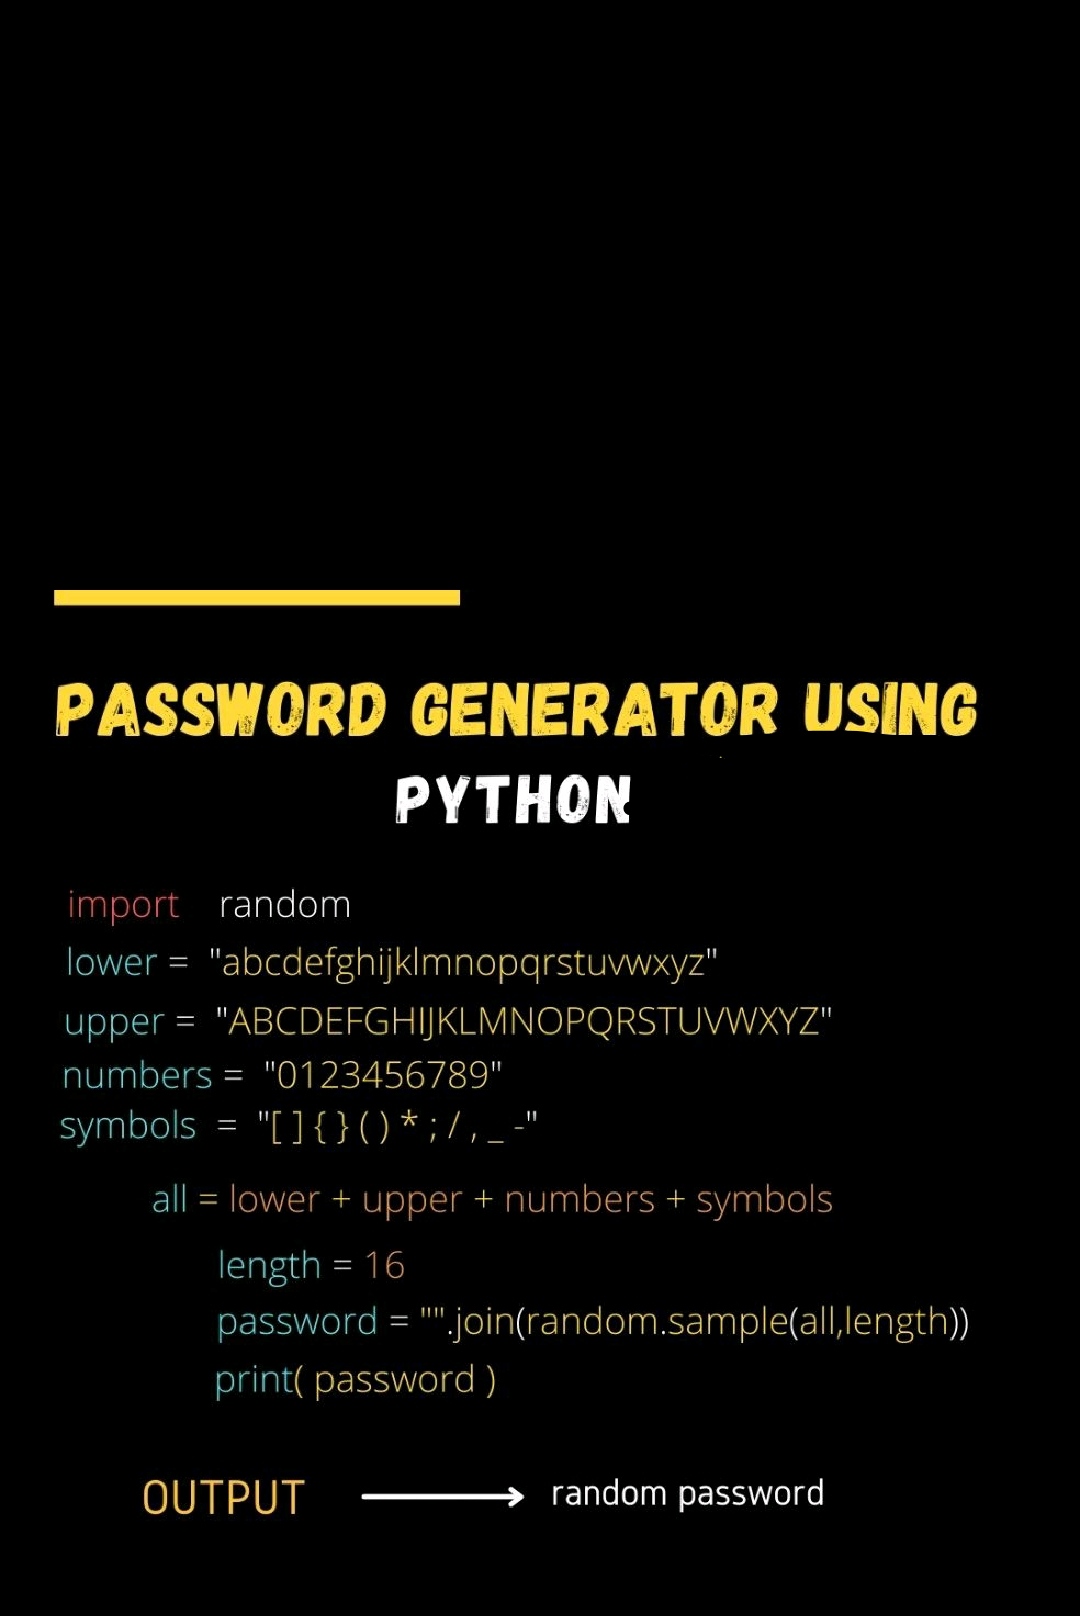 PASSWORD GENERATOR USING
PYTHON
import random
lower = "abcdefghijklmnopqrstuvwxyz"
upper = "ABCDEFGHIJKLMNOPQRSTUVWXYZ"
numbers = "0123456789"
symbols = "[ ] { } ( ) * ; / , _ -"
all = lower + upper + numbers + symbols
length = 16
password = "".join(random.sample(all,length))
print( password )
OUTPUT → random password